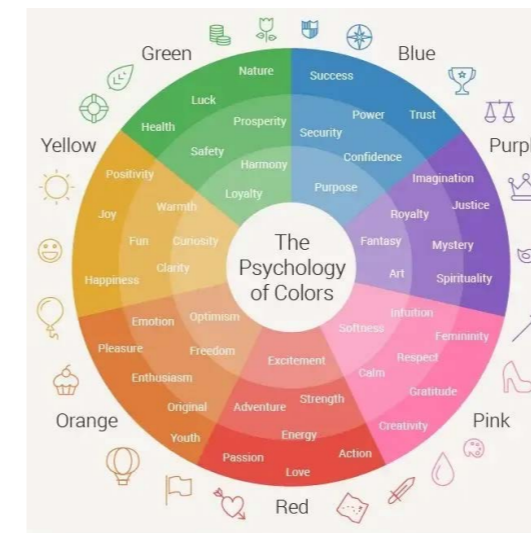 Green
Blue
Yellow
Purpl
Orange
Pink
Red
The
Psychology
of Colors
Nature
Luck
Health
Prosperity
Safety
Harmony
Loyalty
Success
Power
Trust
Security
Confidence
Purpose
Imagination
Justice
Royalty
Mystery
Fantasy
Art
Spirituality
Intuition
Femininity
Softness
Respect
Calm
Gratitude
Creativity
Excitement
Strength
Adventure
Energy
Action
Passion
Love
Optimism
Emotion
Pleasure
Freedom
Enthusiasm
Original
Youth
Positivity
Warmth
Joy
Fun
Curiosity
Clarity
Happiness